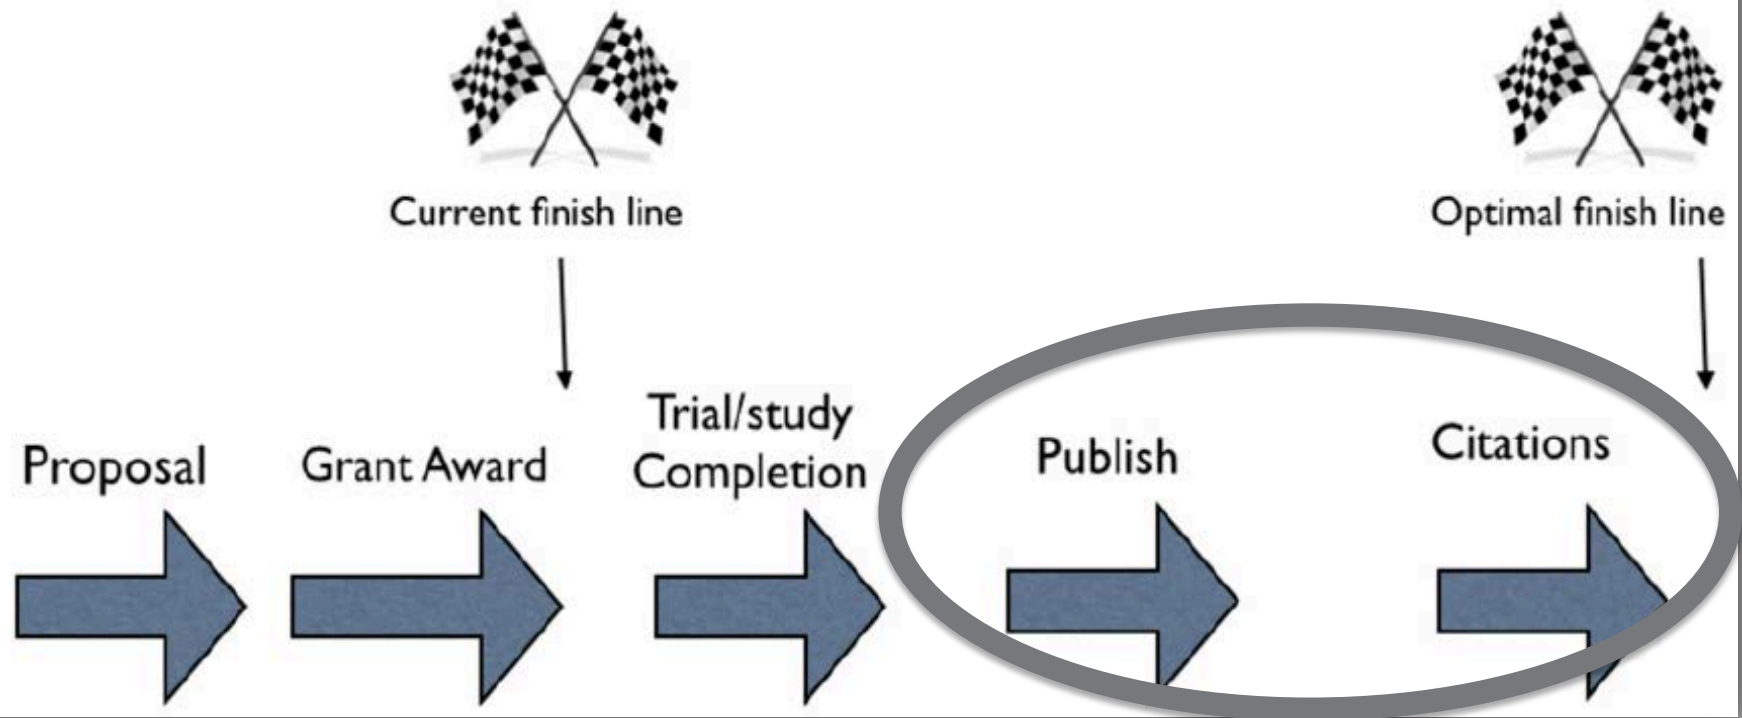 Current finish line
Optimal finish line
Proposal
Grant Award
Trial/study
Completion
Publish
Citations